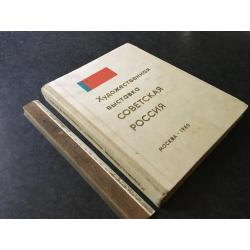 Художественная
выставка
СОВЕТСКАЯ
РОССИЯ
МОСКВА · 1960